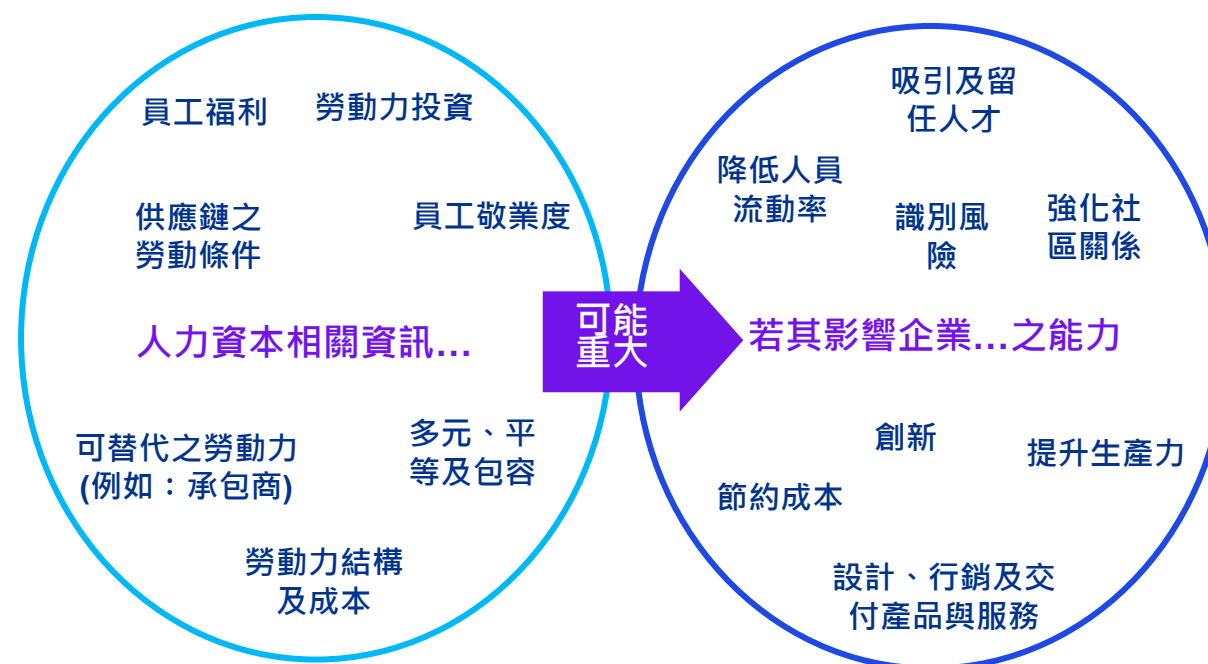 員工福利
勞動力投資
供應鏈之
勞動條件
員工敬業度
人力資本相關資訊...
可替代之勞動力
(例如：承包商)
多元、平
等及包容
勞動力結構
及成本
可能
重大
吸引及留
任人才
降低人員
流動率
識別風
險
強化社
區關係
若其影響企業...之能力
創新
提升生產力
節約成本
設計、行銷及交
付產品與服務